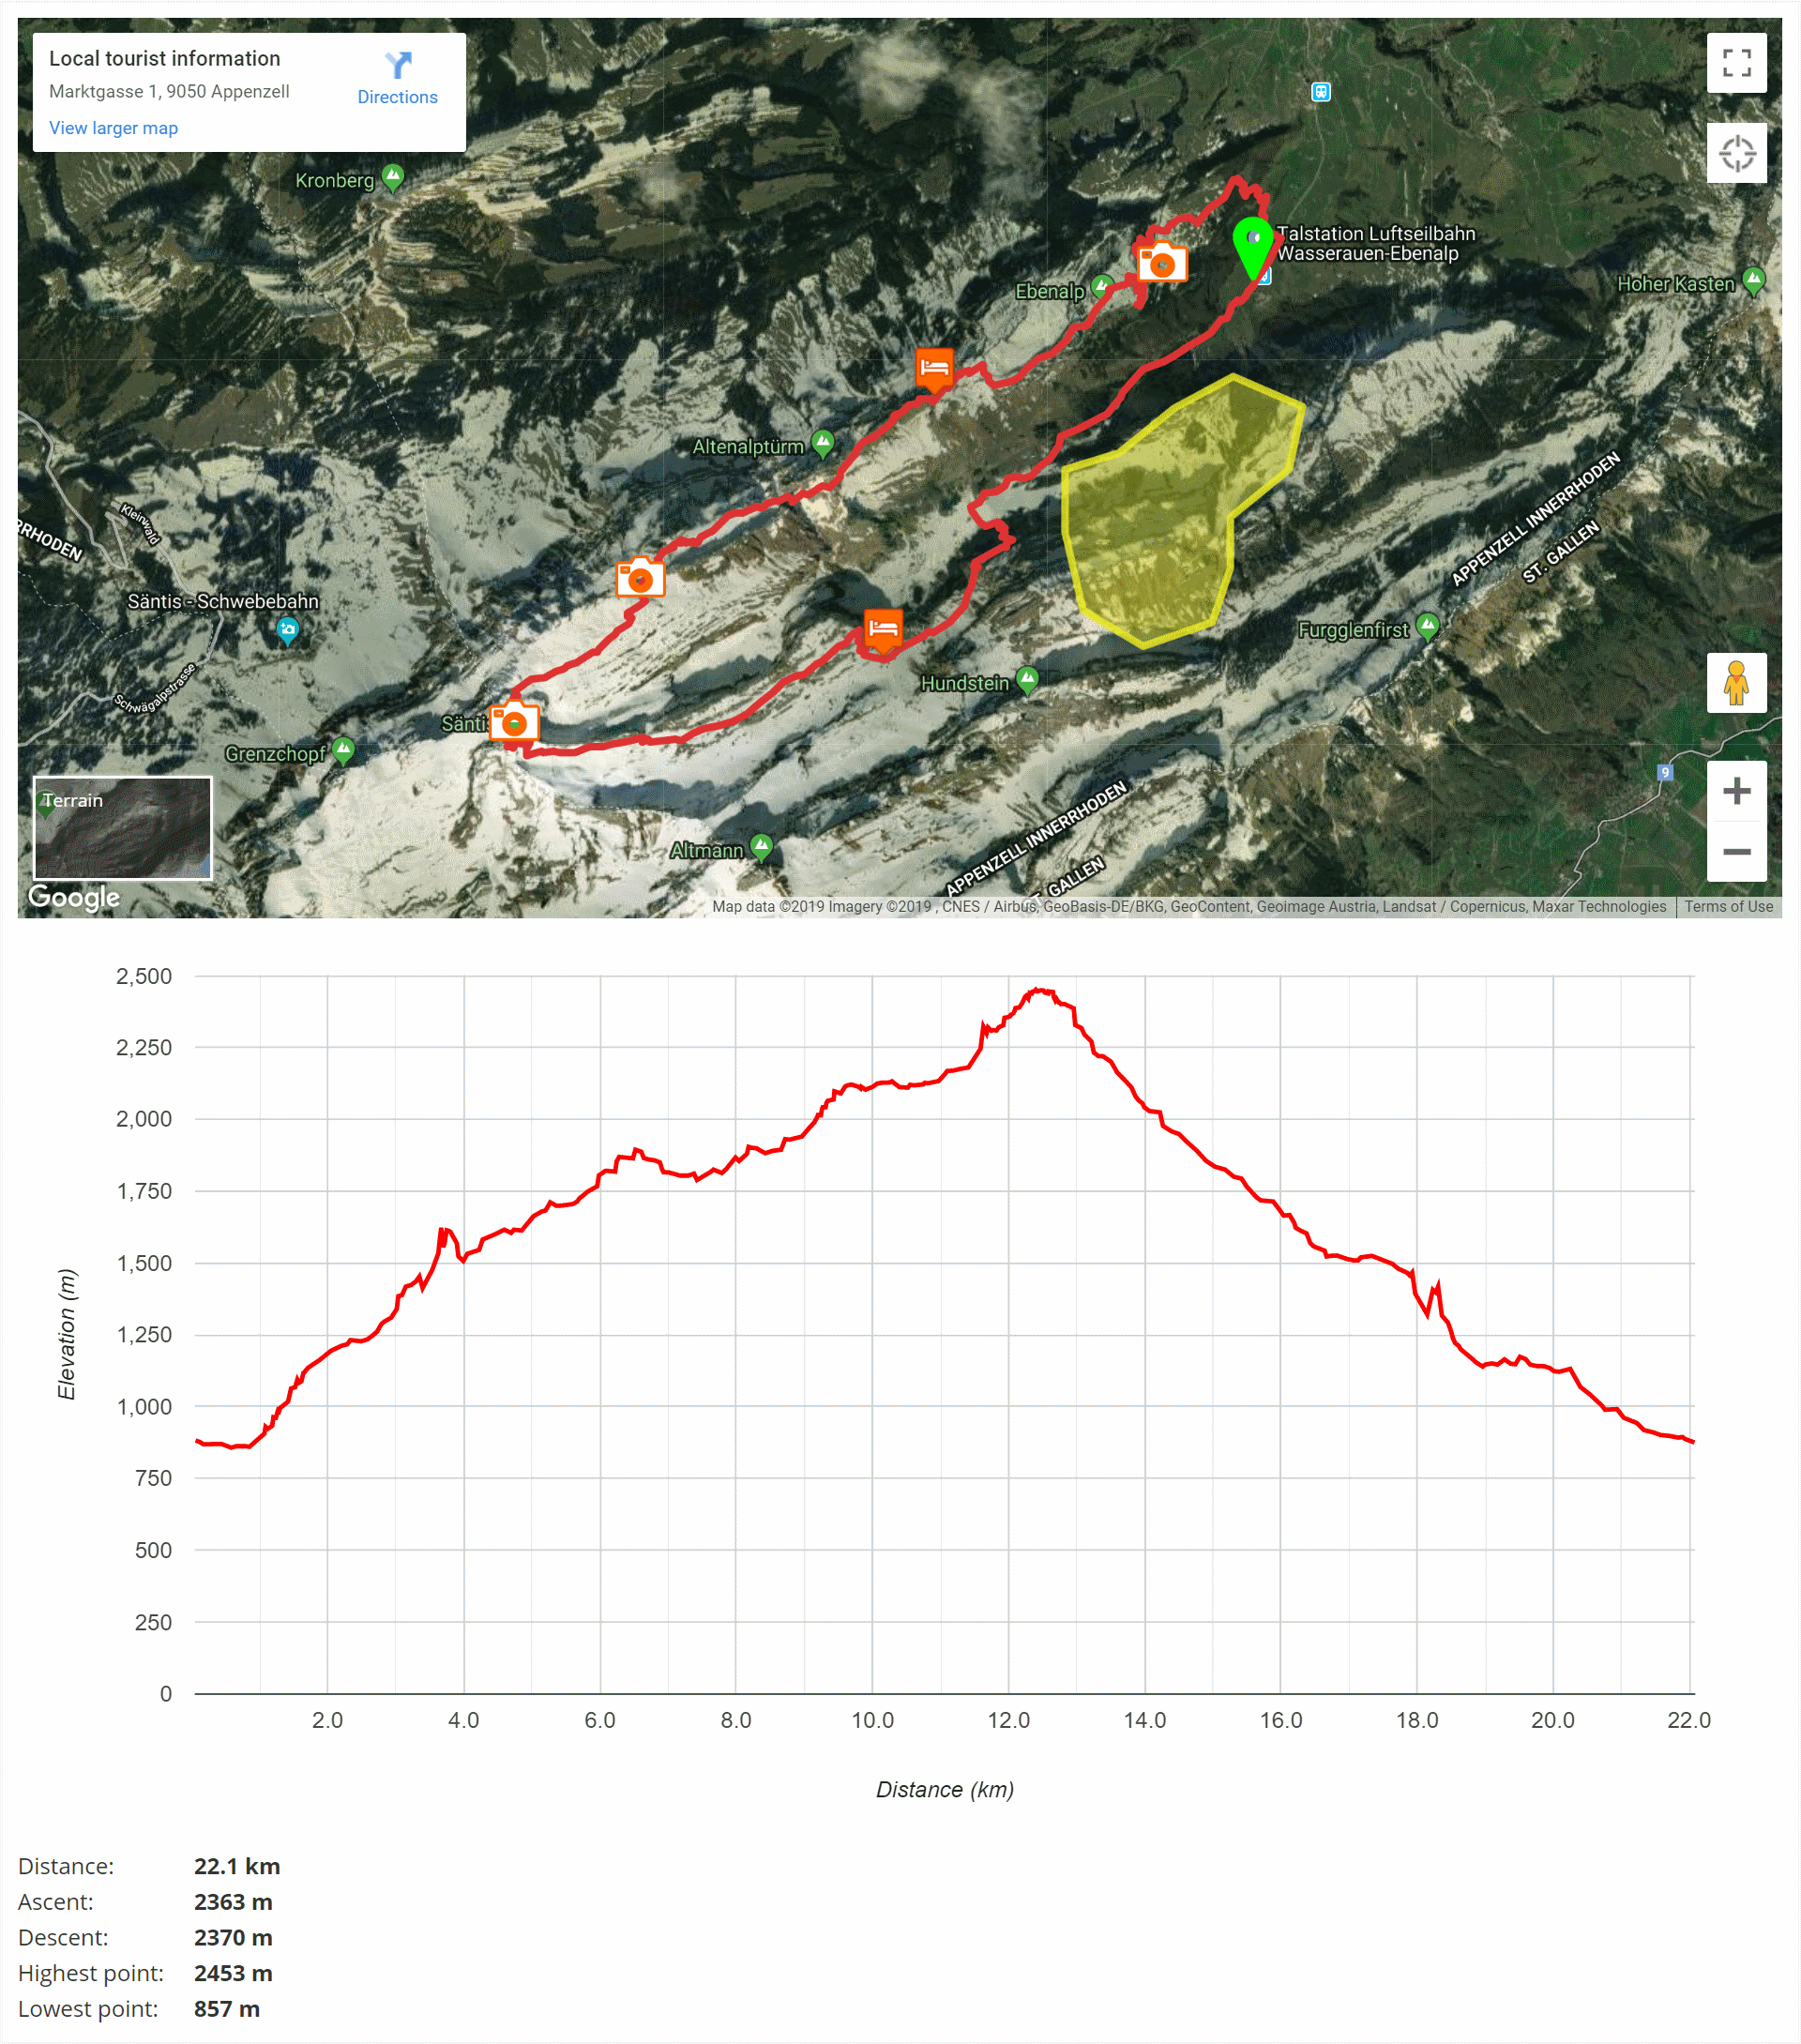 Local tourist information
Marktgasse 1, 9050 Appenzell
Directions
View larger map
Kronberg
Talstation Luftseilbahn
Wasserauen-Ebenalp
Ebenalp
Hoher Kasten
Altenalptürm
APPENZELL INNERRHODEN
ST. GALLEN
RRHODEN
Kleinwald
Säntis - Schwebebahn
Furgglenfirst
Schwägalpstrasse
Hundstein
Säntis
Grenzchopf
9
Terrain
Altmann
APPENZELL INNERRHODEN
ST. GALLEN
Google
Map data ©2019 Imagery ©2019 , CNES / Airbus, GeoBasis-DE/BKG, GeoContent, Geoimage Austria, Landsat / Copernicus, Maxar Technologies
Terms of Use
2,500
2,250
2,000
1,750
1,500
1,250
1,000
750
500
250
0
Elevation (m)
2.0 4.0 6.0 8.0 10.0 12.0 14.0 16.0 18.0 20.0 22.0
Distance (km)
Distance: 22.1 km
Ascent: 2363 m
Descent: 2370 m
Highest point: 2453 m
Lowest point: 857 m